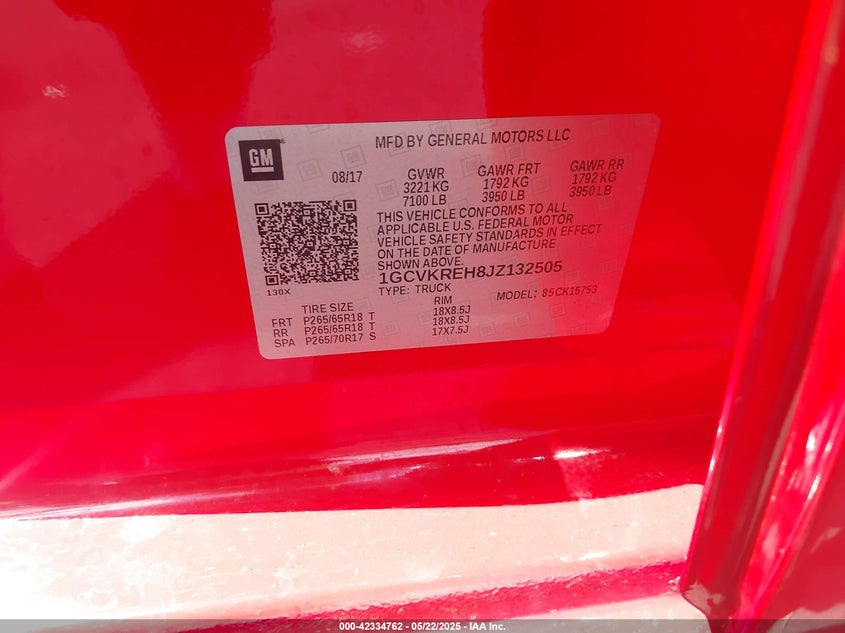 MFD BY GENERAL MOTORS LLC
GM
08/17 GVWR GAWR FRT GAWR RR
3221 KG 1792 KG 1792 KG
7100 LB 3950 LB 3950 LB
THIS VEHICLE CONFORMS TO ALL
APPLICABLE U.S. FEDERAL MOTOR
VEHICLE SAFETY STANDARDS IN EFFECT
ON THE DATE OF MANUFACTURE
SHOWN ABOVE.
1GCVKREH8JZ132505
130X
TYPE: TRUCK MODEL: 85CK15753
TIRE SIZE RIM
FRT P265/65R18 T 18X8.5J
RR P265/65R18 T 18X8.5J
SPA P265/70R17 S 17X7.5J
000-42334762 - 05/22/2025 - IAA Inc.